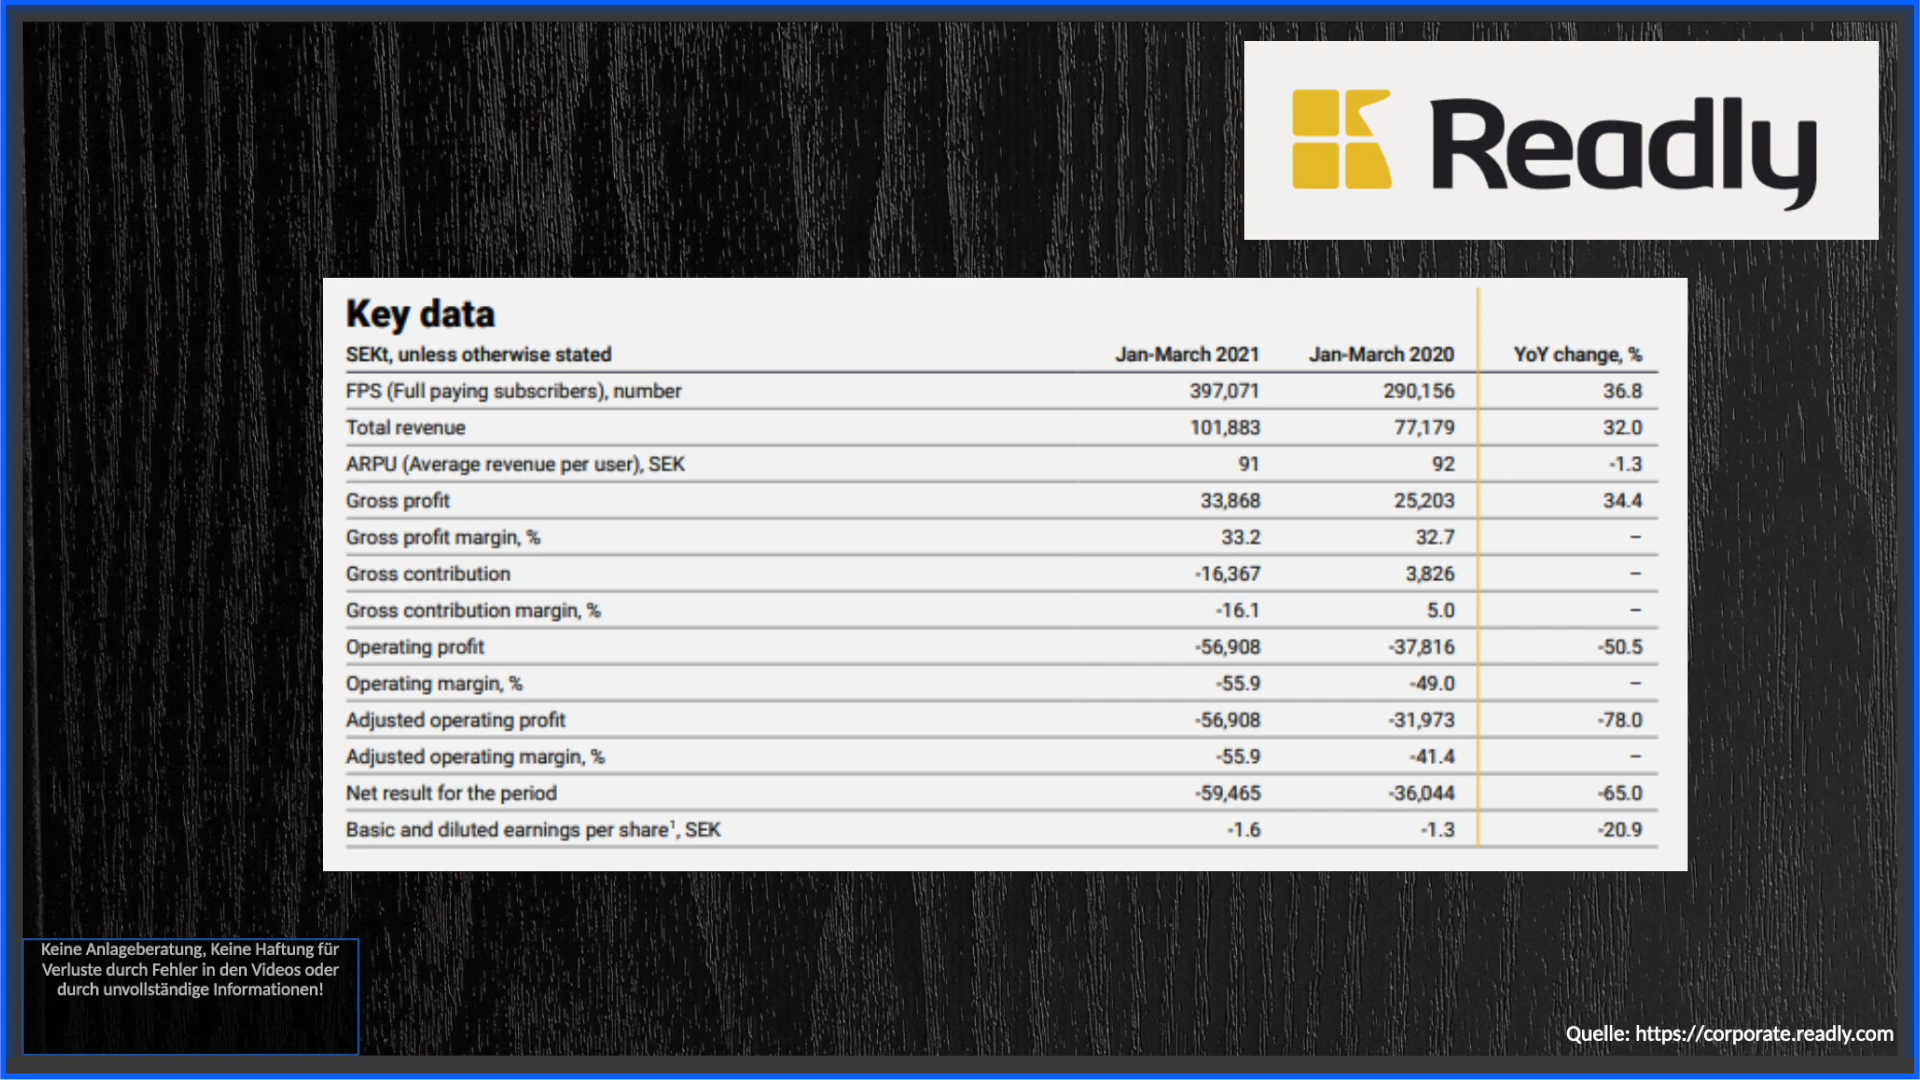 Readly
Key data
SEKt, unless otherwise stated Jan-March 2021 Jan-March 2020 YoY change, %
FPS (Full paying subscribers), number 397,071 290,156 36.8
Total revenue 101,883 77,179 32.0
ARPU (Average revenue per user), SEK 91 92 -1.3
Gross profit 33,868 25,203 34.4
Gross profit margin, % 33.2 32.7 –
Gross contribution -16,367 3,826 –
Gross contribution margin, % -16.1 5.0 –
Operating profit -56,908 -37,816 -50.5
Operating margin, % -55.9 -49.0 –
Adjusted operating profit -56,908 -31,973 -78.0
Adjusted operating margin, % -55.9 -41.4 –
Net result for the period -59,465 -36,044 -65.0
Basic and diluted earnings per share¹, SEK -1.6 -1.3 -20.9
Keine Anlageberatung, Keine Haftung für
Verluste durch Fehler in den Videos oder
durch unvollständige Informationen!
Quelle: https://corporate.readly.com